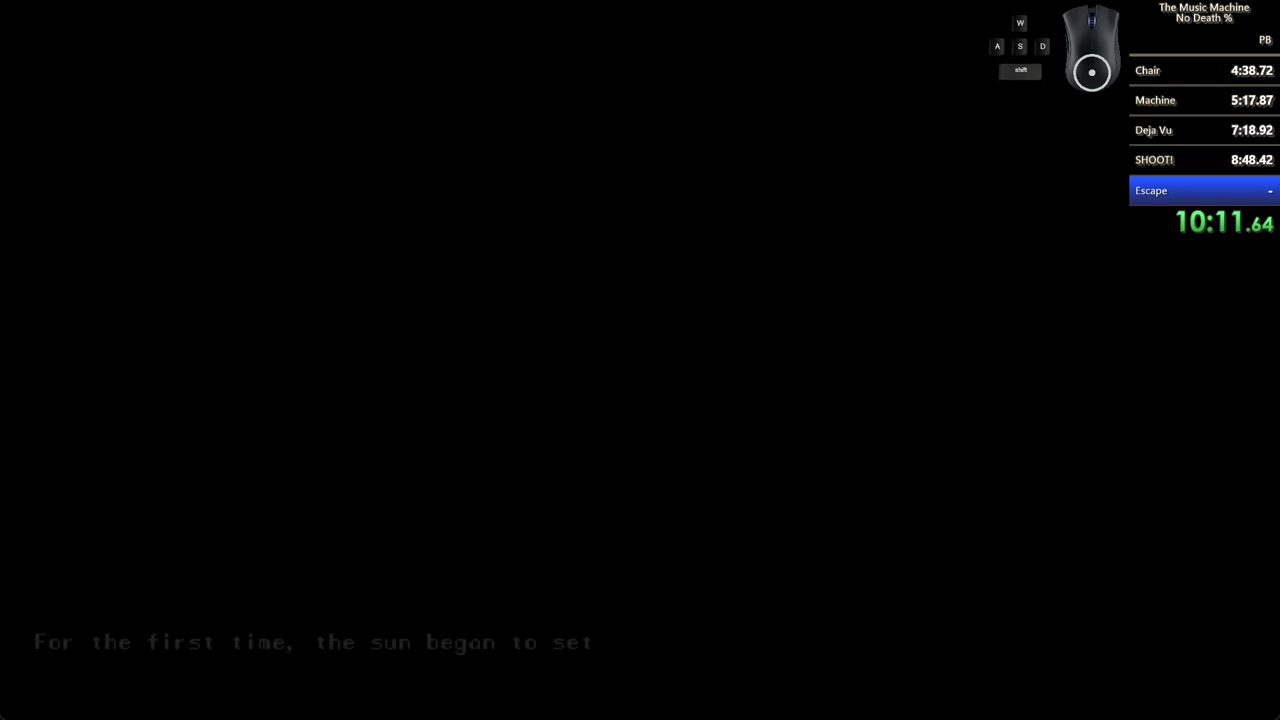 The Music Machine
No Death %
PB
Chair 4:38.72
Machine 5:17.87
Deja Vu 7:18.92
SHOOT! 8:48.42
Escape -
10:11.64
W
A S D
shift
For the first time, the sun began to set